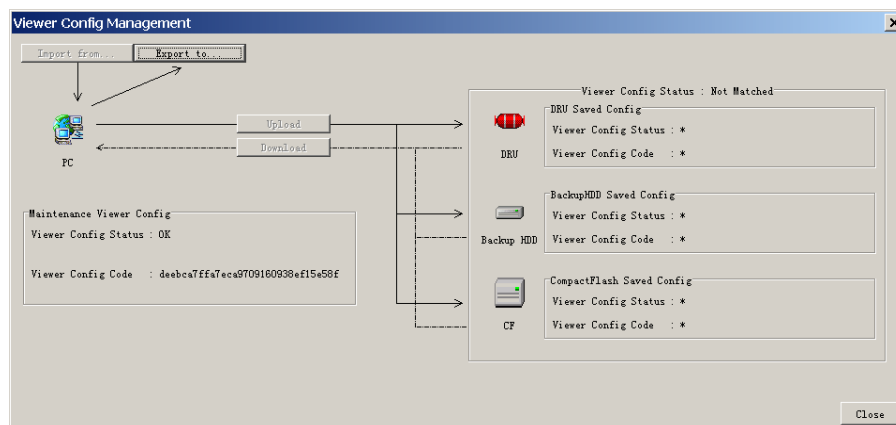 Viewer Config Management
Import from...
Export to...
Viewer Config Status : Not Matched
DRU Saved Config
Viewer Config Status : *
Viewer Config Code : *
DRU
Upload
Download
PC
BackupHDD Saved Config
Viewer Config Status : *
Viewer Config Code : *
Backup HDD
Maintenance Viewer Config
Viewer Config Status : OK
Viewer Config Code : deebca7ffa7eca9709160938ef15e58f
CompactFlash Saved Config
Viewer Config Status : *
Viewer Config Code : *
CF
Close